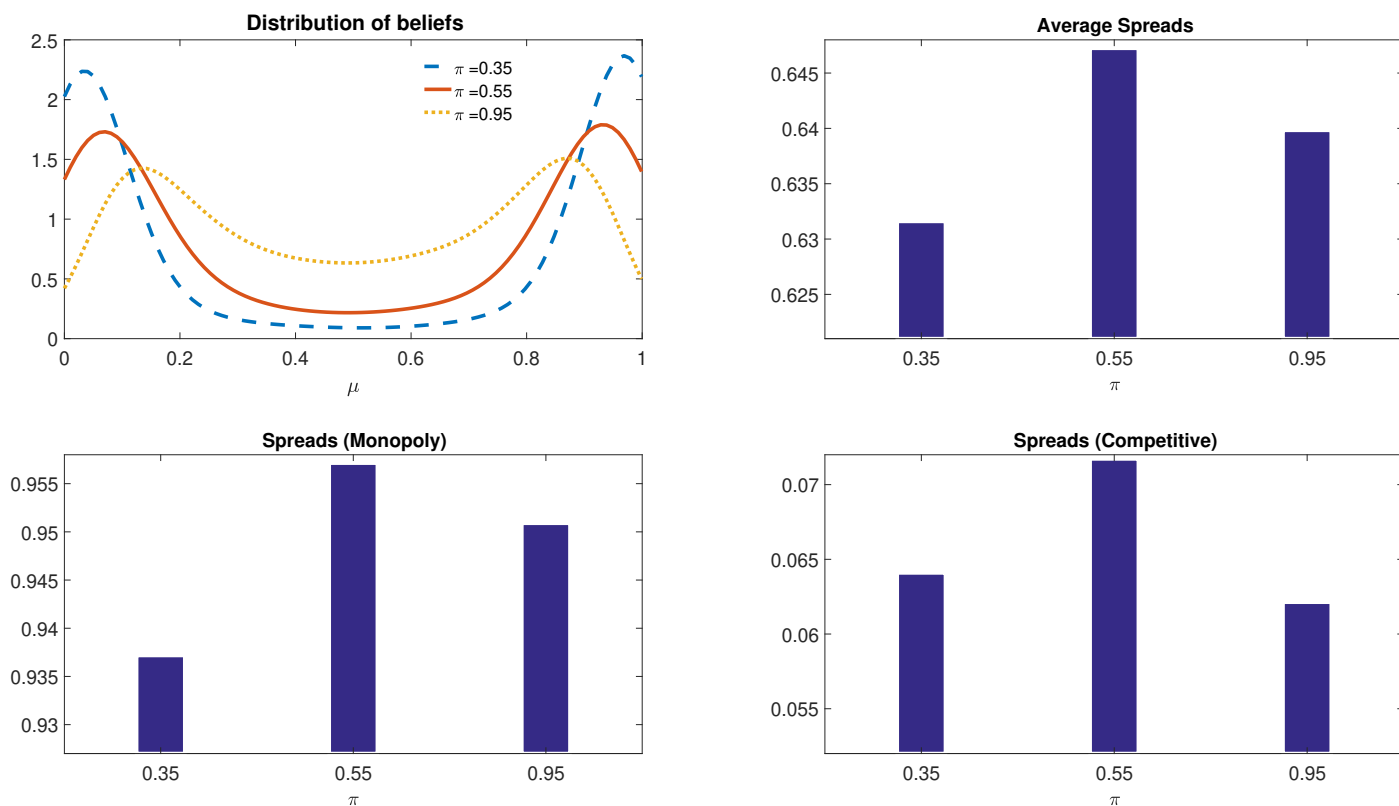 Distribution of beliefs
2.5
2
1.5
1
0.5
0
0 0.2 0.4 0.6 0.8 1
μ
π =0.35
π =0.55
π =0.95
Average Spreads
0.645
0.64
0.635
0.63
0.625
0.35 0.55 0.95
π
Spreads (Monopoly)
0.955
0.95
0.945
0.94
0.935
0.93
0.35 0.55 0.95
π
Spreads (Competitive)
0.07
0.065
0.06
0.055
0.35 0.55 0.95
π